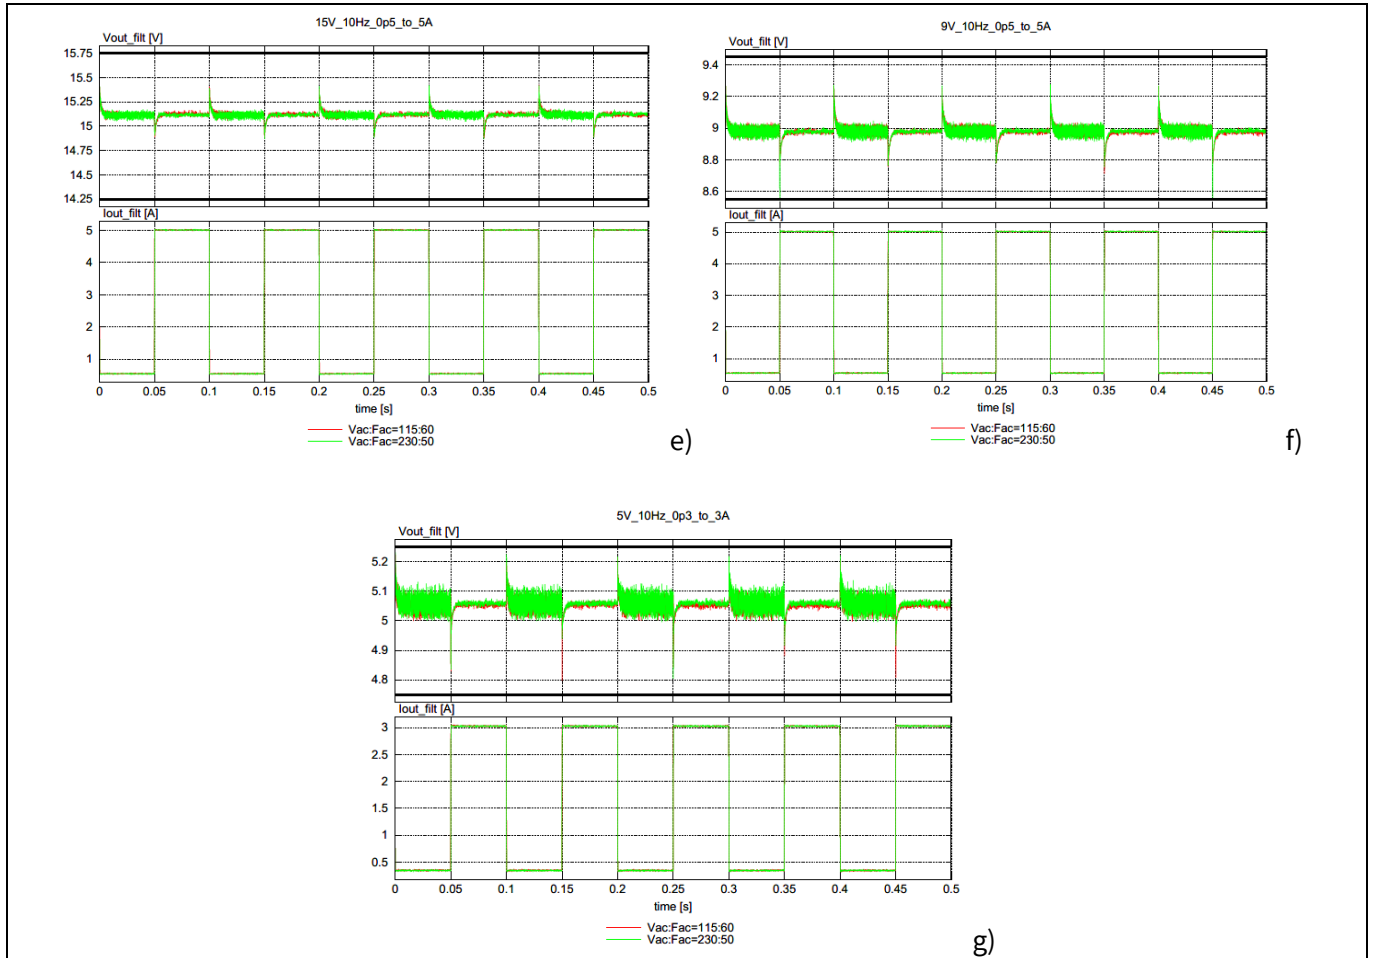 15V_10Hz_0p5_to_5A
Vout_filt [V]
15.75
15.5
15.25
15
14.75
14.5
14.25
Iout_filt [A]
5
4
3
2
1
0 0.05 0.1 0.15 0.2 0.25 0.3 0.35 0.4 0.45 0.5
time [s]
Vac:Fac=115:60
Vac:Fac=230:50
e)
9V_10Hz_0p5_to_5A
Vout_filt [V]
9.4
9.2
9
8.8
8.6
Iout_filt [A]
5
4
3
2
1
0 0.05 0.1 0.15 0.2 0.25 0.3 0.35 0.4 0.45 0.5
time [s]
Vac:Fac=115:60
Vac:Fac=230:50
f)
5V_10Hz_0p3_to_3A
Vout_filt [V]
5.2
5.1
5
4.9
4.8
Iout_filt [A]
3
2.5
2
1.5
1
0.5
0 0.05 0.1 0.15 0.2 0.25 0.3 0.35 0.4 0.45 0.5
time [s]
Vac:Fac=115:60
Vac:Fac=230:50
g)